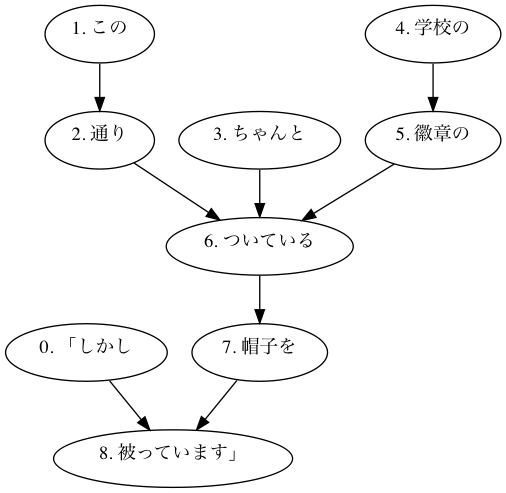 1. この
4. 学校の
2. 通り
3. ちゃんと
5. 徽章の
6. ついている
0. 「しかし
7. 帽子を
8. 被っています」